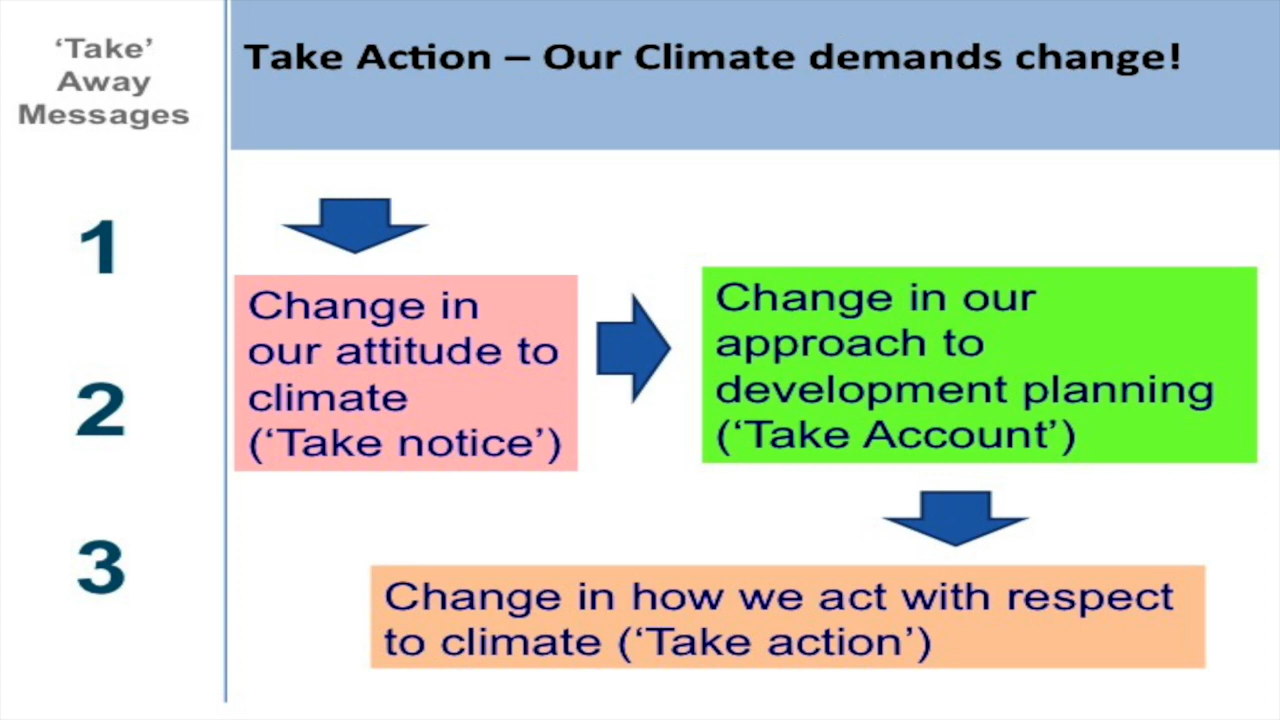 ‘Take’
Away
Messages
Take Action – Our Climate demands change!
1
2
3
Change in
our attitude to
climate
(‘Take notice’)
Change in our
approach to
development planning
(‘Take Account’)
Change in how we act with respect
to climate (‘Take action’)